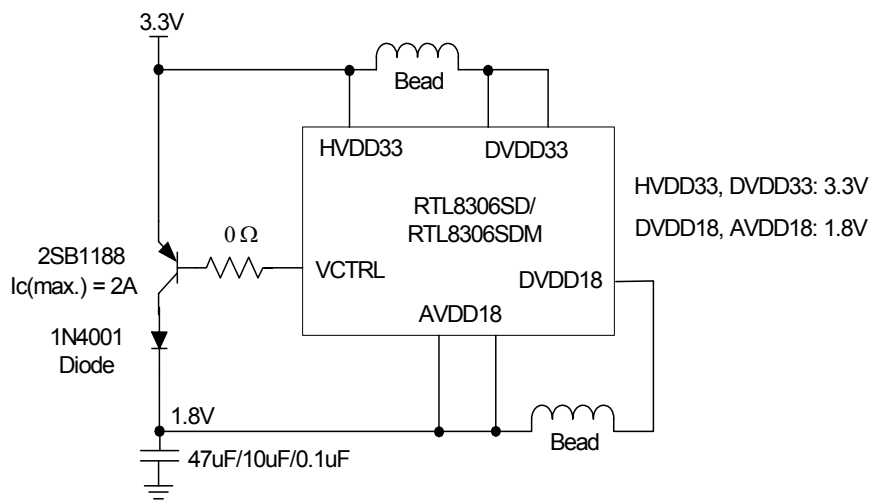 3.3V
Bead
HVDD33
DVDD33
HVDD33, DVDD33: 3.3V
RTL8306SD/
RTL8306SDM
DVDD18, AVDD18: 1.8V
0 Ω
2SB1188
Ic(max.) = 2A
VCTRL
DVDD18
AVDD18
1N4001
Diode
1.8V
Bead
47uF/10uF/0.1uF